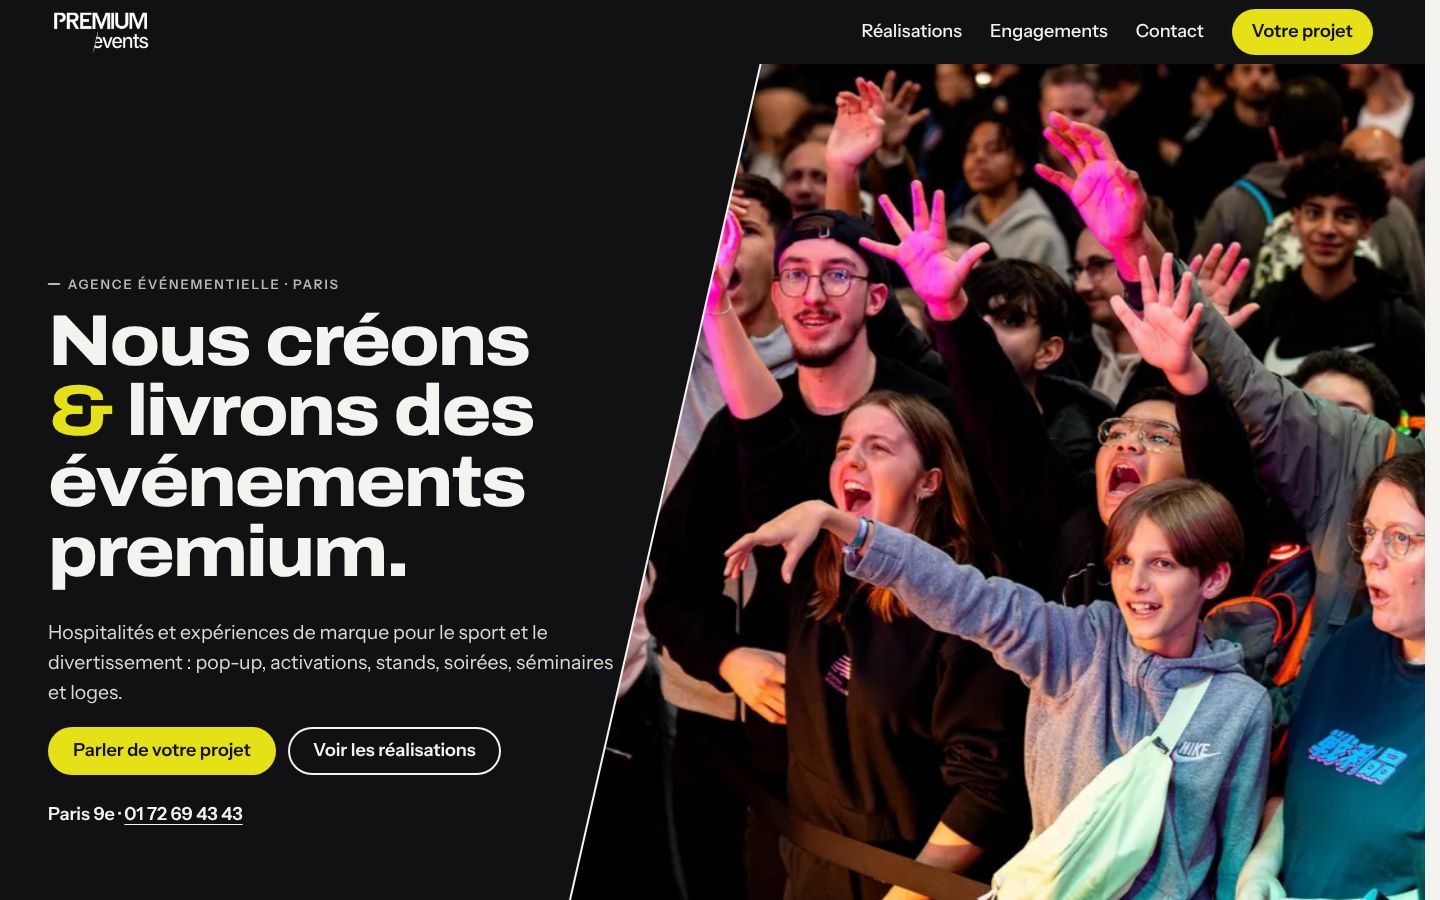 PREMIUM
events
Réalisations
Engagements
Contact
Votre projet
— AGENCE ÉVÉNEMENTIELLE · PARIS
Nous créons
& livrons des
événements
premium.
Hospitalités et expériences de marque pour le sport et le
divertissement : pop-up, activations, stands, soirées, séminaires
et loges.
Parler de votre projet
Voir les réalisations
Paris 9e · 01 72 69 43 43
NIKE